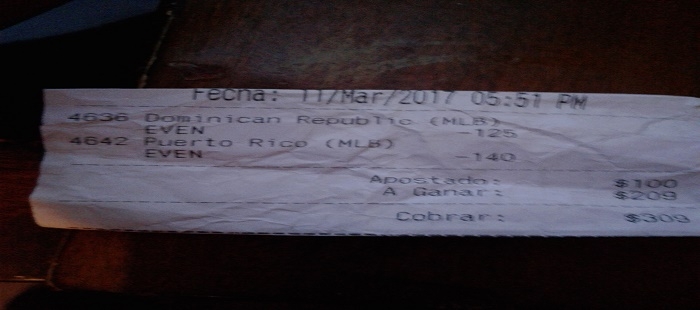 Fecha: 11/Mar/2017 05:51 PM
4636 Dominican Republic (MLB)
EVEN -125
4642 Puerto Rico (MLB)
EVEN -140
Apostado: $100
A Ganar: $209
Cobrar: $309